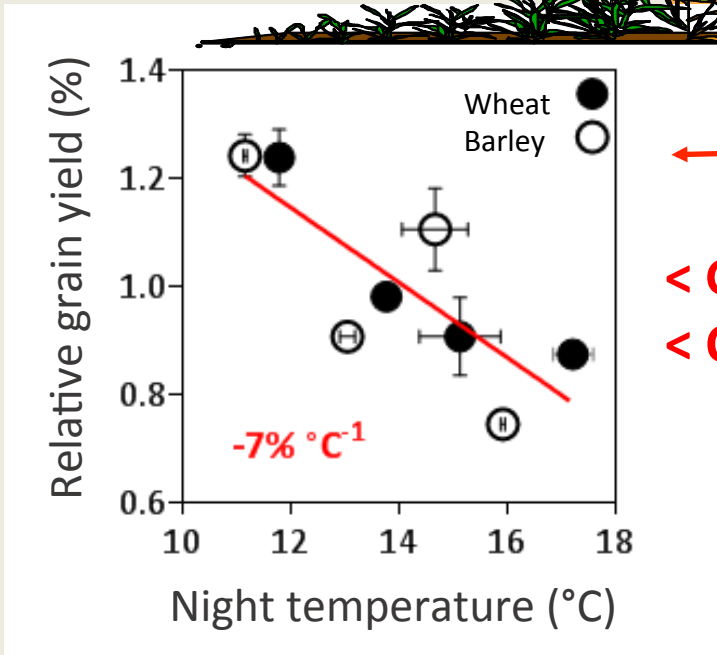 Relative grain yield (%)
1.4
1.2
1.0
0.8
0.6
Wheat
Barley
-7% °C-1
10 12 14 16 18
Night temperature (°C)
<
<